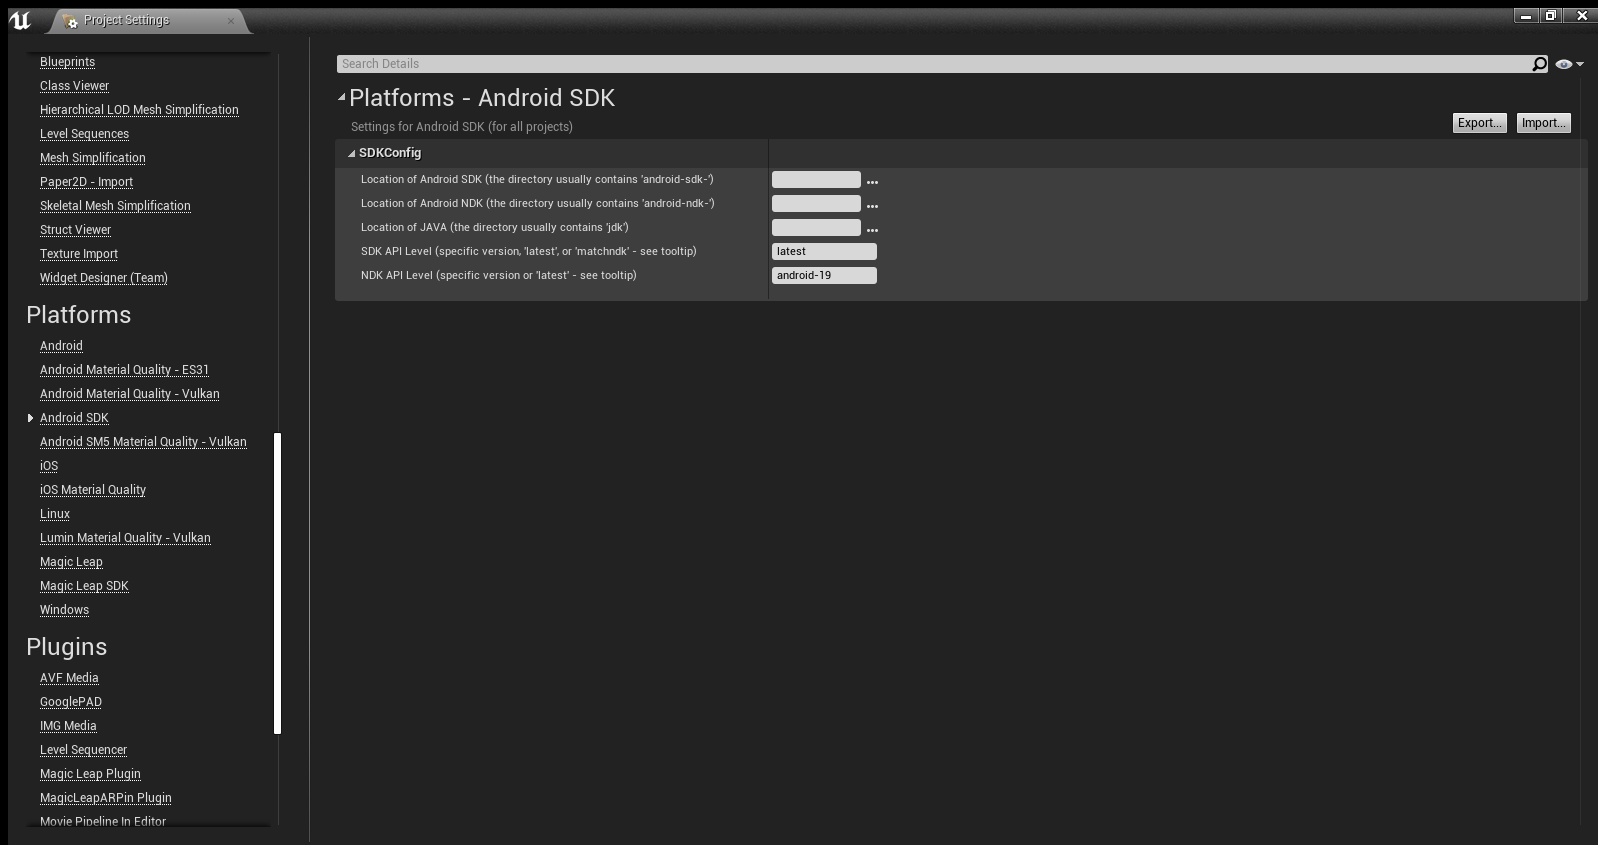 Project Settings
Blueprints
Class Viewer
Hierarchical LOD Mesh Simplification
Level Sequences
Mesh Simplification
Paper2D - Import
Skeletal Mesh Simplification
Struct Viewer
Texture Import
Widget Designer (Team)
Platforms
Android
Android Material Quality - ES31
Android Material Quality - Vulkan
Android SDK
Android SM5 Material Quality - Vulkan
iOS
iOS Material Quality
Linux
Lumin Material Quality - Vulkan
Magic Leap
Magic Leap SDK
Windows
Plugins
AVF Media
GooglePAD
IMG Media
Level Sequencer
Magic Leap Plugin
MagicLeapARPin Plugin
Movie Pipeline In Editor
Search Details
Platforms - Android SDK
Settings for Android SDK (for all projects)
Export... Import...
SDKConfig
Location of Android SDK (the directory usually contains 'android-sdk-') ...
Location of Android NDK (the directory usually contains 'android-ndk-') ...
Location of JAVA (the directory usually contains 'jdk') ...
SDK API Level (specific version, 'latest', or 'matchndk' - see tooltip) latest
NDK API Level (specific version or 'latest' - see tooltip) android-19